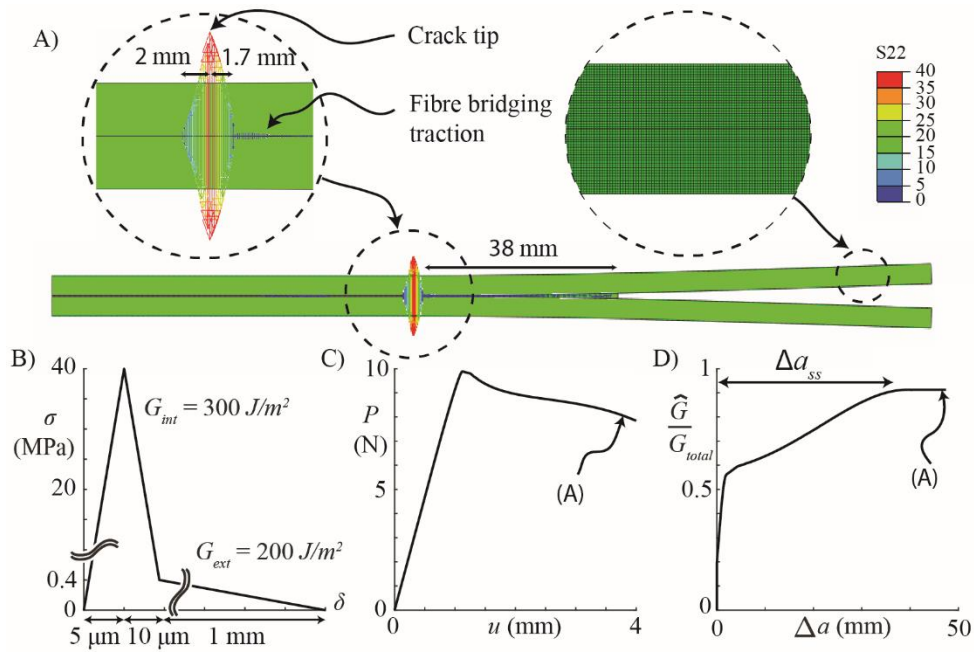 A)
Crack tip
2 mm
1.7 mm
Fibre bridging
traction
S22
40
35
30
25
20
15
10
5
0
38 mm
B)
40
σ
(MPa)
20
0.4
0
G_int = 300 J/m²
G_ext = 200 J/m²
δ
5 μm
10 μm
1 mm
C)
10
P
(N)
5
0
(A)
0
u (mm)
4
D)
1
Ĝ
G_total
0.5
0
Δa_ss
(A)
0
Δa (mm)
50